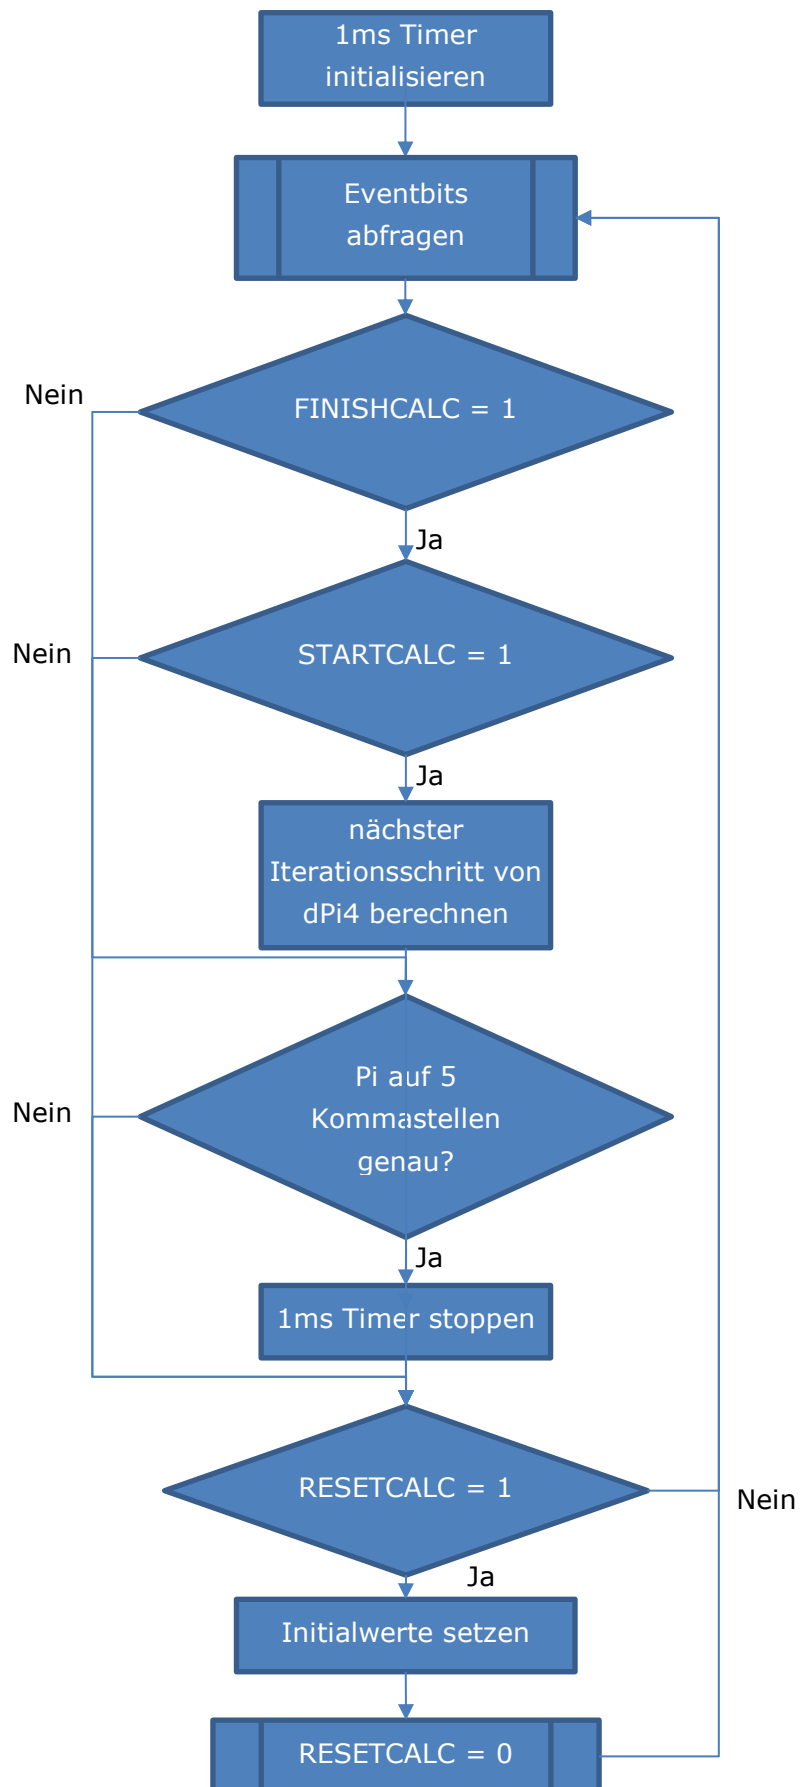 1ms Timer
initialisieren
Eventbits
abfragen
Nein
FINISHCALC = 1
Ja
Nein
STARTCALC = 1
Ja
nächster
Iterationsschritt von
dPi4 berechnen
Pi auf 5
Nein
Kommastellen
genau?
Ja
1ms Timer stoppen
RESETCALC = 1
Nein
Ja
Initialwerte setzen
RESETCALC = 0